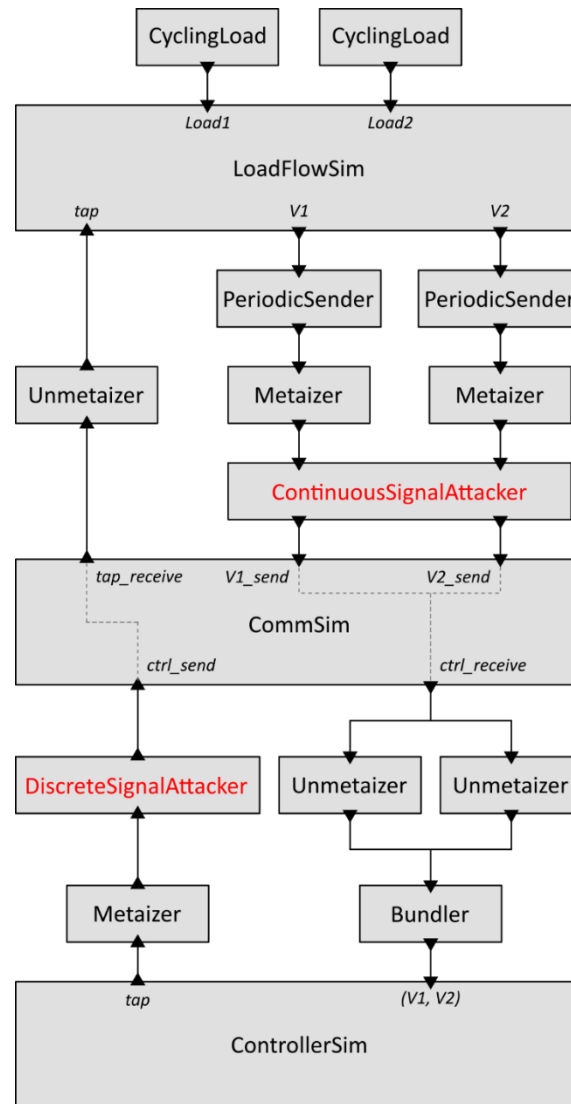 CyclingLoad
CyclingLoad
Load1
Load2
LoadFlowSim
tap
V1
V2
PeriodicSender
PeriodicSender
Unmetaizer
Metaizer
Metaizer
ContinuousSignalAttacker
tap_receive
V1_send
V2_send
CommSim
ctrl_send
ctrl_receive
DiscreteSignalAttacker
Unmetaizer
Unmetaizer
Metaizer
Bundler
tap
(V1, V2)
ControllerSim